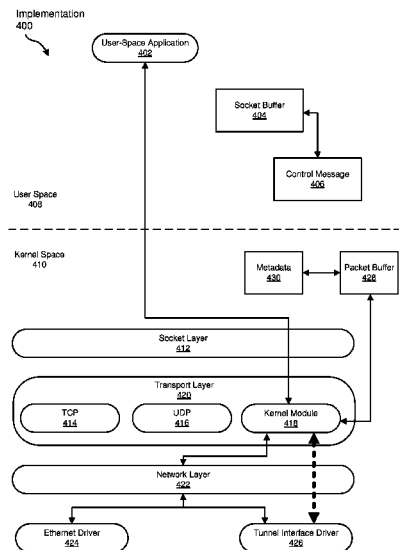 Implementation
400
User-Space Application
402
Socket Buffer
404
Control Message
406
User Space
408
Kernel Space
410
Metadata
430
Packet Buffer
428
Socket Layer
412
Transport Layer
420
TCP
414
UDP
416
Kernel Module
418
Network Layer
422
Ethernet Driver
424
Tunnel Interface Driver
426